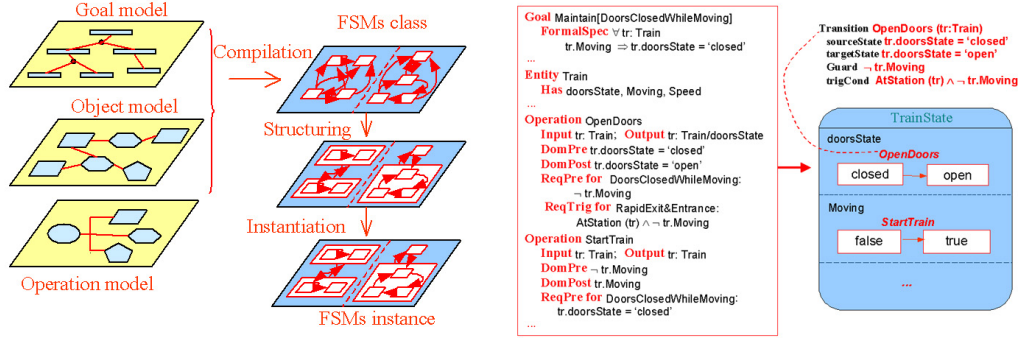 Goal model
FSMs class
Compilation
Object model
Structuring
Instantiation
Operation model
FSMs instance
Goal Maintain[DoorsClosedWhileMoving]
FormalSpec ∀ tr: Train
tr.Moving ⇒ tr.doorsState = ‘closed’
...
Entity Train
Has doorsState, Moving, Speed
...
Operation OpenDoors
Input tr: Train; Output tr: Train/doorsState
DomPre tr.doorsState = ‘closed’
DomPost tr.doorsState = ‘open’
ReqPre for DoorsClosedWhileMoving:
¬ tr.Moving
ReqTrig for RapidExit&Entrance:
AtStation (tr) ∧ ¬ tr.Moving
Operation StartTrain
Input tr: Train; Output tr: Train
DomPre ¬ tr.Moving
DomPost tr.Moving
ReqPre for DoorsClosedWhileMoving:
tr.doorsState = ‘closed’
...
Transition OpenDoors (tr:Train)
sourceState tr.doorsState = ‘closed’
targetState tr.doorsState = ‘open’
Guard ¬ tr.Moving
trigCond AtStation (tr) ∧ ¬ tr.Moving
TrainState
doorsState
OpenDoors
closed open
Moving
StartTrain
false true
...